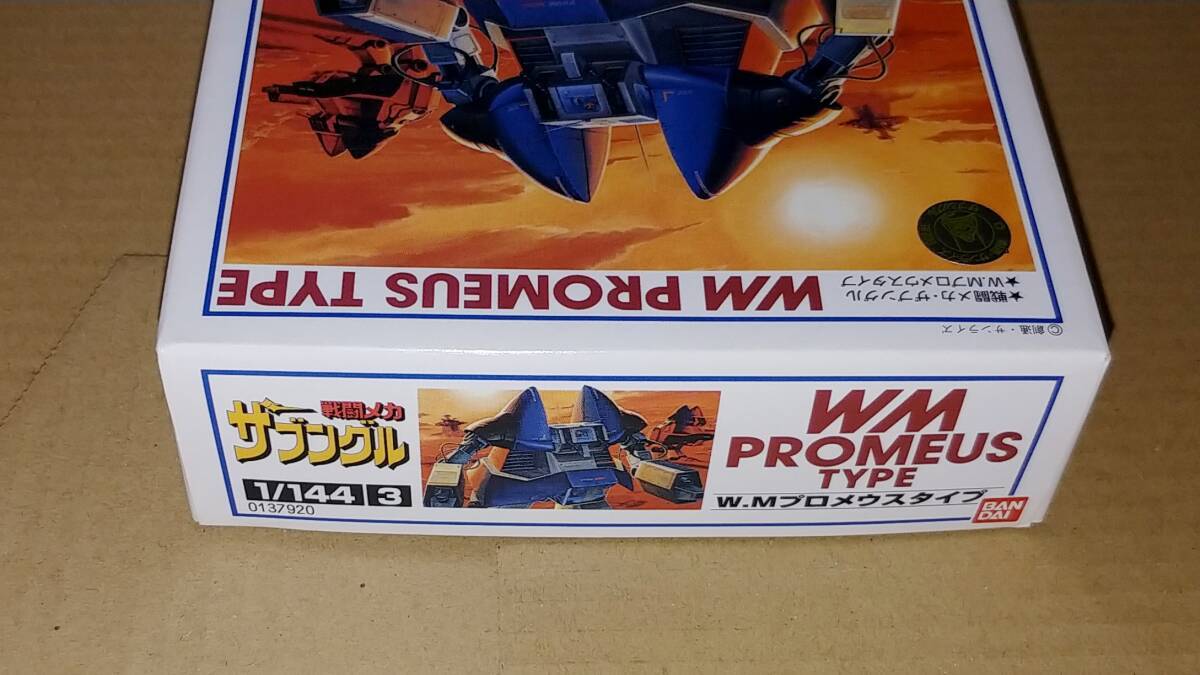 WM PROMEUS TYPE
★戦闘メカ・ザブングル
★W.Mプロメウスタイプ
©創通・サンライズ
戦闘メカ
ザブングル
1/144 3
0137920
WM
PROMEUS
TYPE
W.Mプロメウスタイプ
BAN
DAI